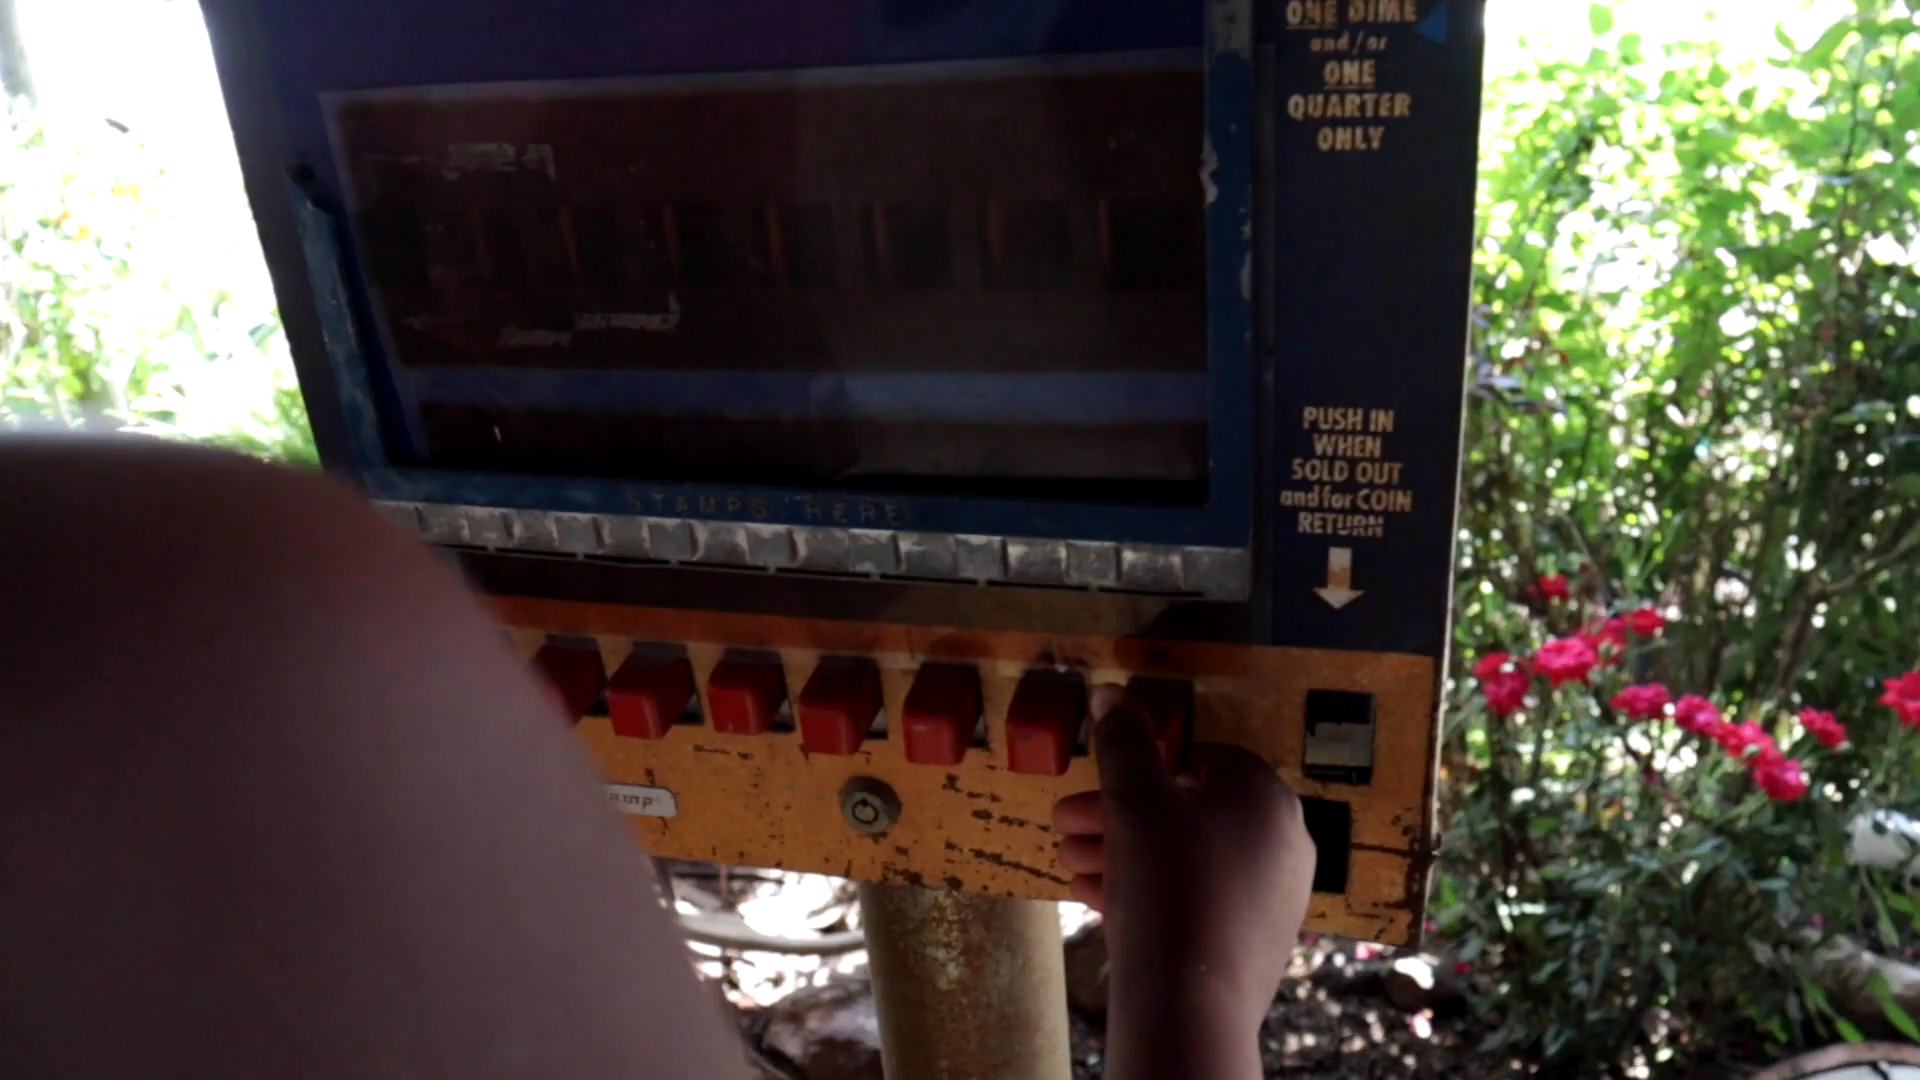 ONE DIME
and/or
ONE
QUARTER
ONLY
PUSH IN
WHEN
SOLD OUT
and for COIN
RETURN
STAMPS HERE